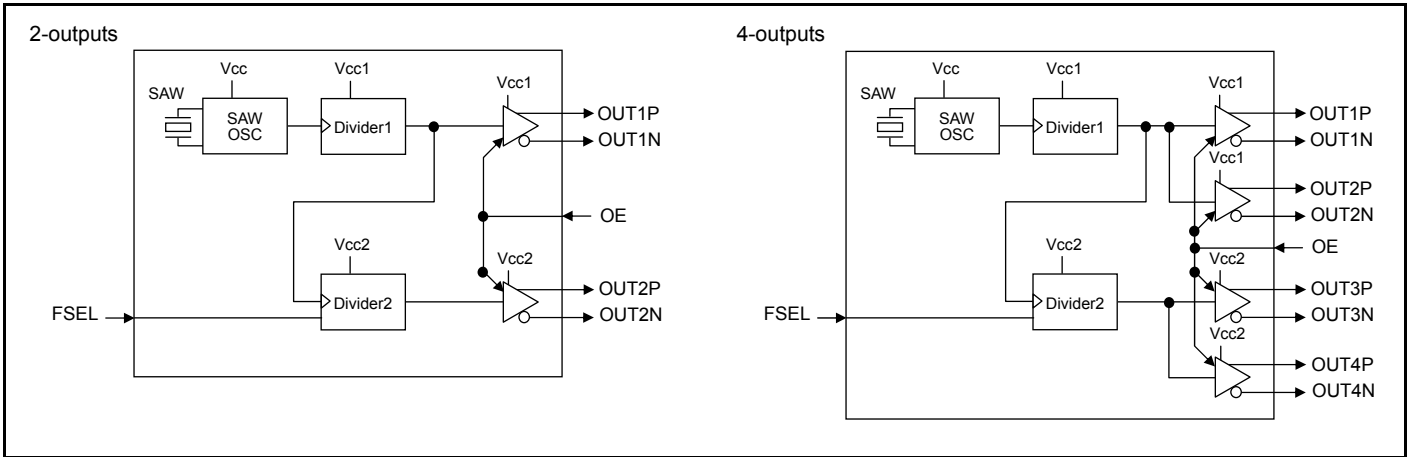 2-outputs
Vcc
Vcc1
Vcc1
SAW
SAW
OSC
Divider1
OUT1P
OUT1N
OE
Vcc2
Vcc2
Divider2
OUT2P
OUT2N
FSEL
4-outputs
Vcc
Vcc1
Vcc1
SAW
SAW
OSC
Divider1
OUT1P
OUT1N
Vcc1
OUT2P
OUT2N
OE
Vcc2
Vcc2
Divider2
OUT3P
OUT3N
FSEL
Vcc2
OUT4P
OUT4N